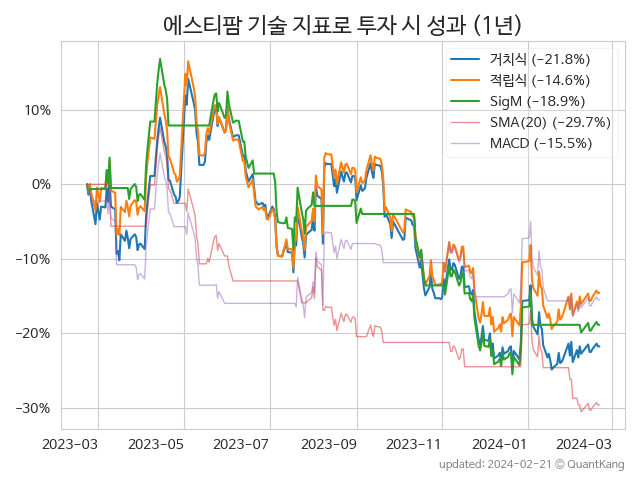 에스티팜 기술 지표로 투자 시 성과 (1년)
거치식 (−21.8%)
적립식 (−14.6%)
SigM (−18.9%)
SMA(20) (−29.7%)
MACD (−15.5%)
10%
0%
−10%
−20%
−30%
2023-03 2023-05 2023-07 2023-09 2023-11 2024-01 2024-03
updated: 2024-02-21 © QuantKang